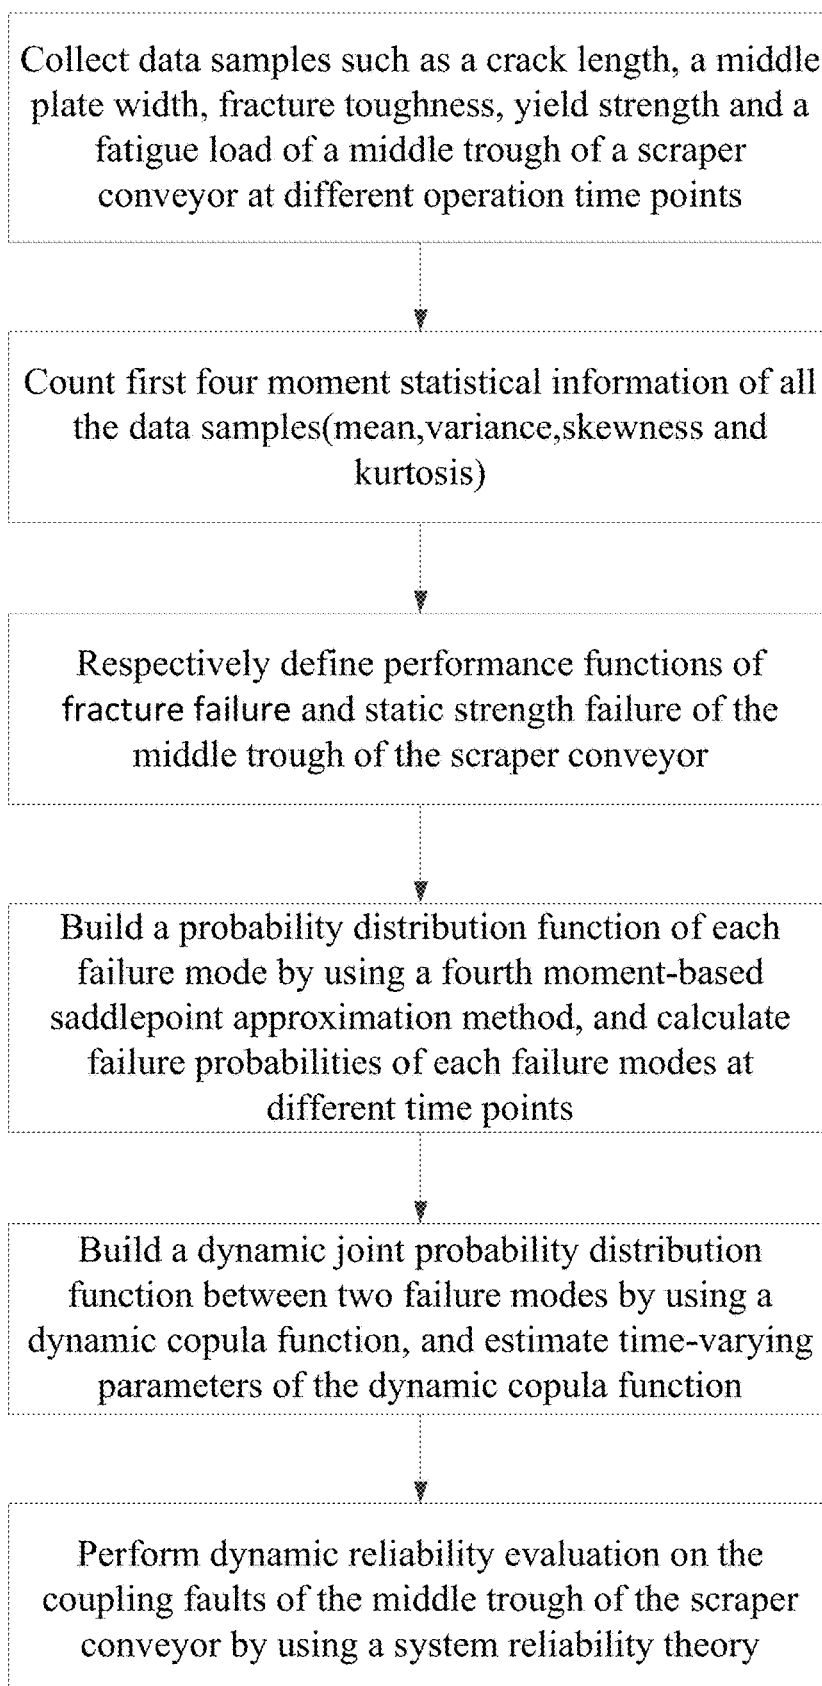 Collect data samples such as a crack length, a middle
plate width, fracture toughness, yield strength and a
fatigue load of a middle trough of a scraper
conveyor at different operation time points
Count first four moment statistical information of all
the data samples(mean,variance,skewness and
kurtosis)
Respectively define performance functions of
fracture failure and static strength failure of the
middle trough of the scraper conveyor
Build a probability distribution function of each
failure mode by using a fourth moment-based
saddlepoint approximation method, and calculate
failure probabilities of each failure modes at
different time points
Build a dynamic joint probability distribution
function between two failure modes by using a
dynamic copula function, and estimate time-varying
parameters of the dynamic copula function
Perform dynamic reliability evaluation on the
coupling faults of the middle trough of the scraper
conveyor by using a system reliability theory